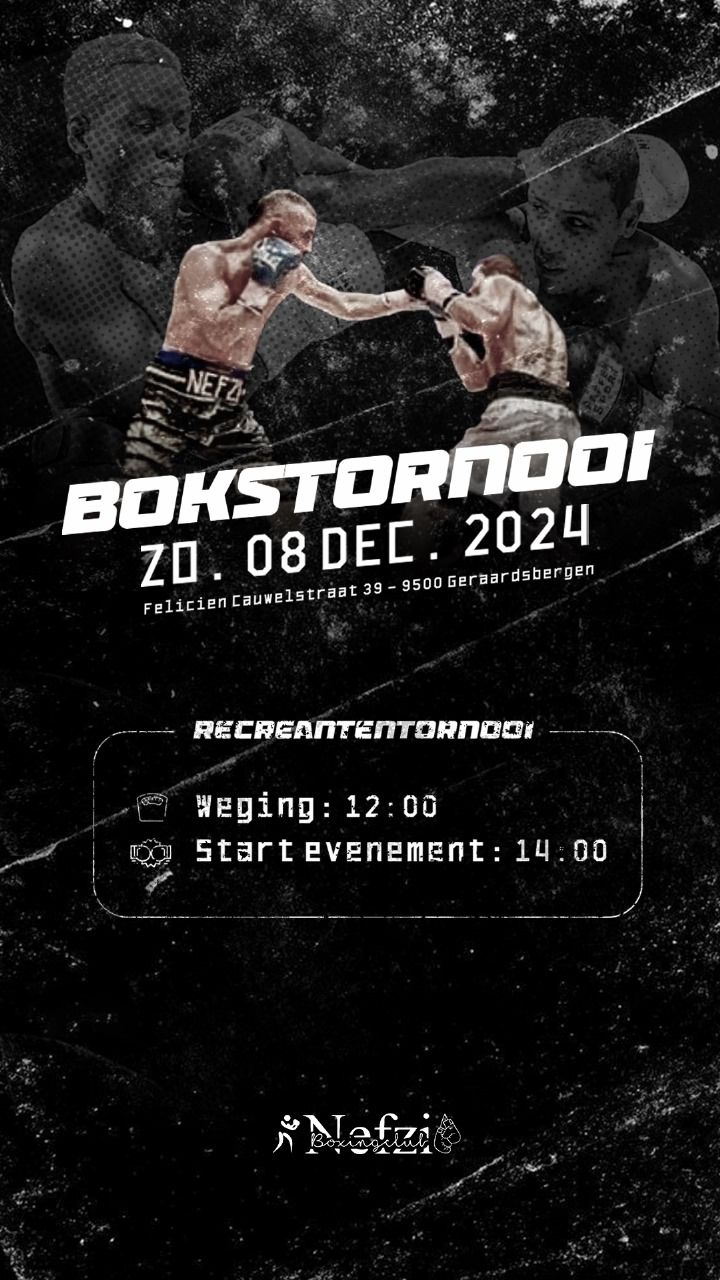 NEFZI
BOKSTORNOOI
ZO. 08 DEC. 2024
Felicien Cauwelstraat 39 - 9500 Geraardsbergen
RECREANTENTORNOOI
Weging: 12:00
Start evenement: 14.00
Nefzi
Boxingclub